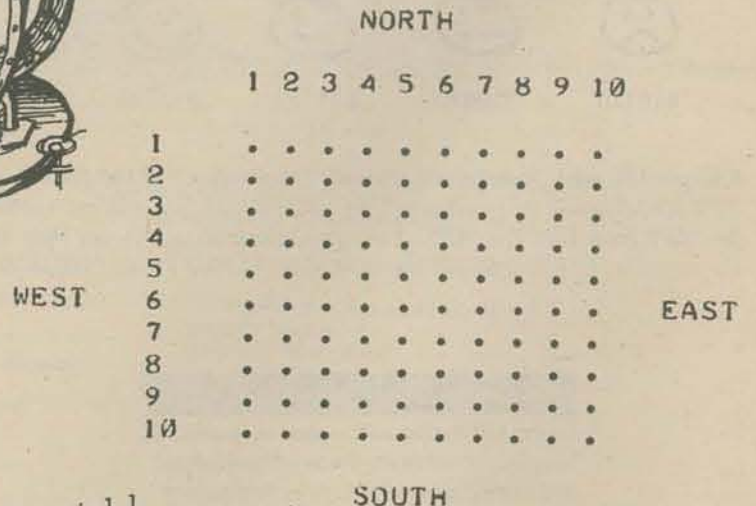 NORTH
1 2 3 4 5 6 7 8 9 10
1 . . . . . . . . . .
2 . . . . . . . . . .
3 . . . . . . . . . .
4 . . . . . . . . . .
5 . . . . . . . . . .
WEST 6 . . . . . . . . . . EAST
7 . . . . . . . . . .
8 . . . . . . . . . .
9 . . . . . . . . . .
10 . . . . . . . . . .
SOUTH